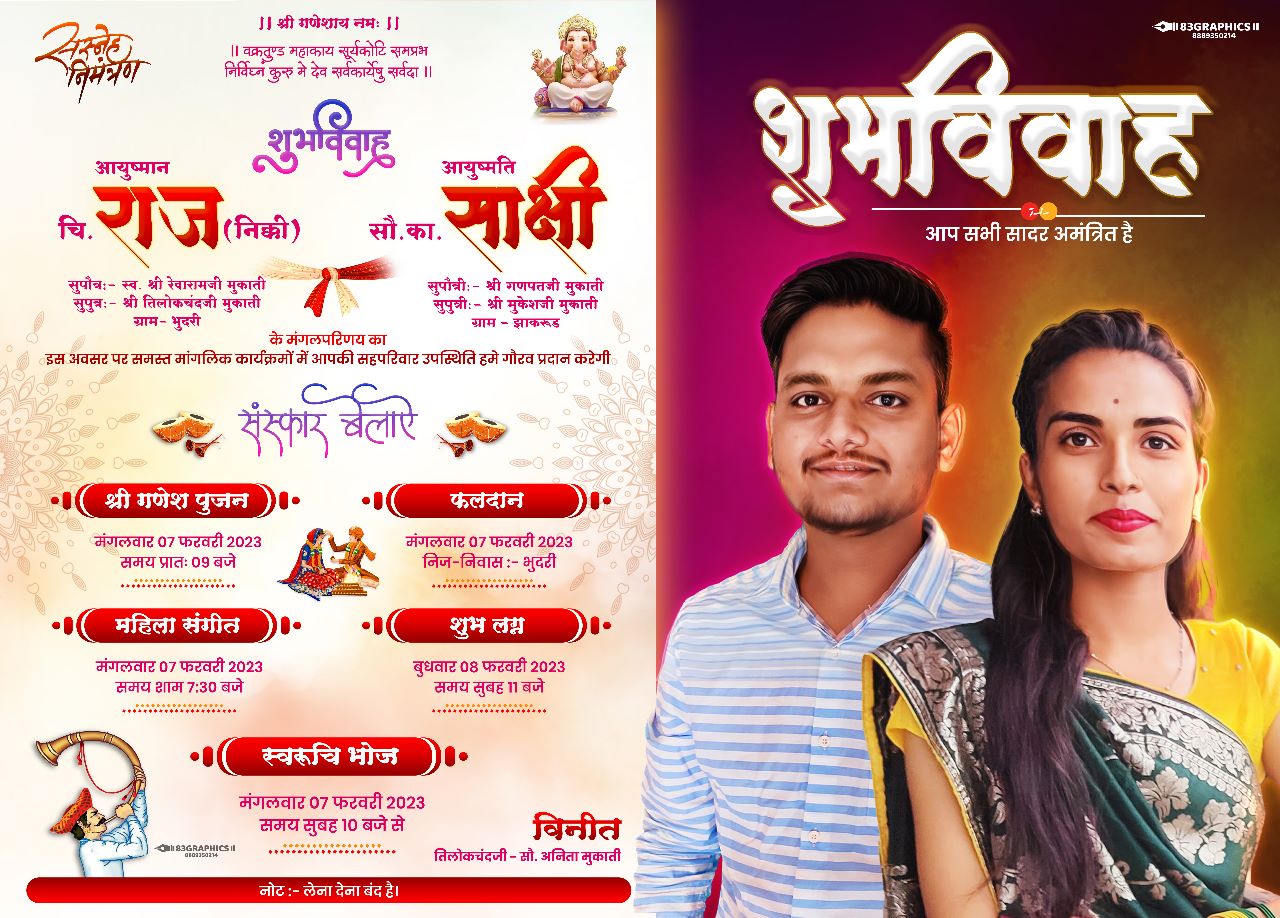 सस्नेह
निमंत्रण
।। श्री गणेशाय नमः ।।
।। वक्रतुण्ड महाकाय सूर्यकोटि समप्रभ
निर्विघ्नं कुरु मे देव सर्वकार्येषु सर्वदा ।।
शुभविवाह
आयुष्मान
चि. राज (निक्की)
सुपौत्र:- स्व. श्री रेवारामजी मुकाती
सुपुत्र:- श्री तिलोकचंदजी मुकाती
ग्राम- भुदरी
आयुष्मति
सौ.का. साक्षी
सुपौत्री:- श्री गणपतजी मुकाती
सुपुत्री:- श्री मुकेशजी मुकाती
ग्राम - झाकरूड
के मंगलपरिणय का
इस अवसर पर समस्त मांगलिक कार्यक्रमों में आपकी सहपरिवार उपस्थिति हमे गौरव प्रदान करेगी
संस्कार बेलाऐ
श्री गणेश पुजन
मंगलवार 07 फरवरी 2023
समय प्रातः 09 बजे
फलदान
मंगलवार 07 फरवरी 2023
निज-निवास :- भुदरी
महिला संगीत
मंगलवार 07 फरवरी 2023
समय शाम 7:30 बजे
शुभ लग्न
बुधवार 08 फरवरी 2023
समय सुबह 11 बजे
स्वरूचि भोज
मंगलवार 07 फरवरी 2023
समय सुबह 10 बजे से
83GRAPHICS
8889350214
विनीत
तिलोकचंदजी - सौ. अनिता मुकाती
नोट :- लेना देना बंद है।
83GRAPHICS
8889350214
शुभविवाह
आप सभी सादर अमंत्रित है